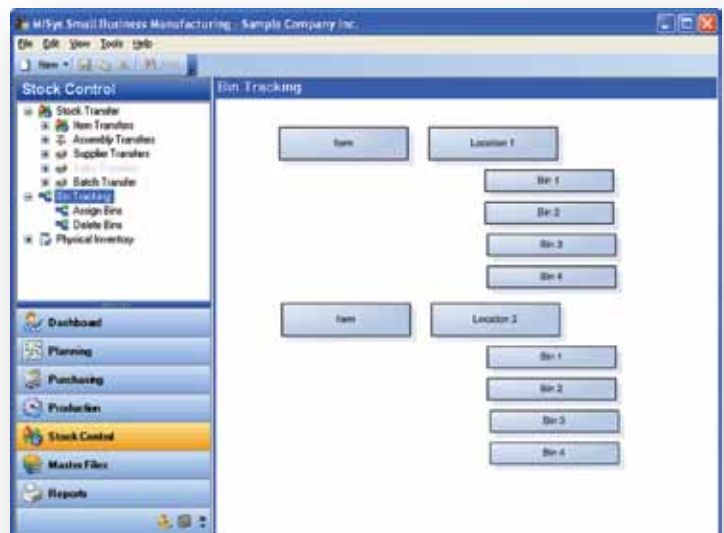 MISys Small Business Manufacturing - Sample Company Inc.
File Edit View Tools Help
New
Stock Control
Bin Tracking
Stock Transfer
Item Transfers
Assembly Transfers
Supplier Transfers
Batch Transfer
Bin Tracking
Assign Bins
Delete Bins
Physical Inventory
Item
Location 1
Bin 1
Bin 2
Bin 3
Bin 4
Item
Location 2
Bin 1
Bin 2
Bin 3
Bin 4
Dashboard
Planning
Purchasing
Production
Stock Control
Master Files
Reports